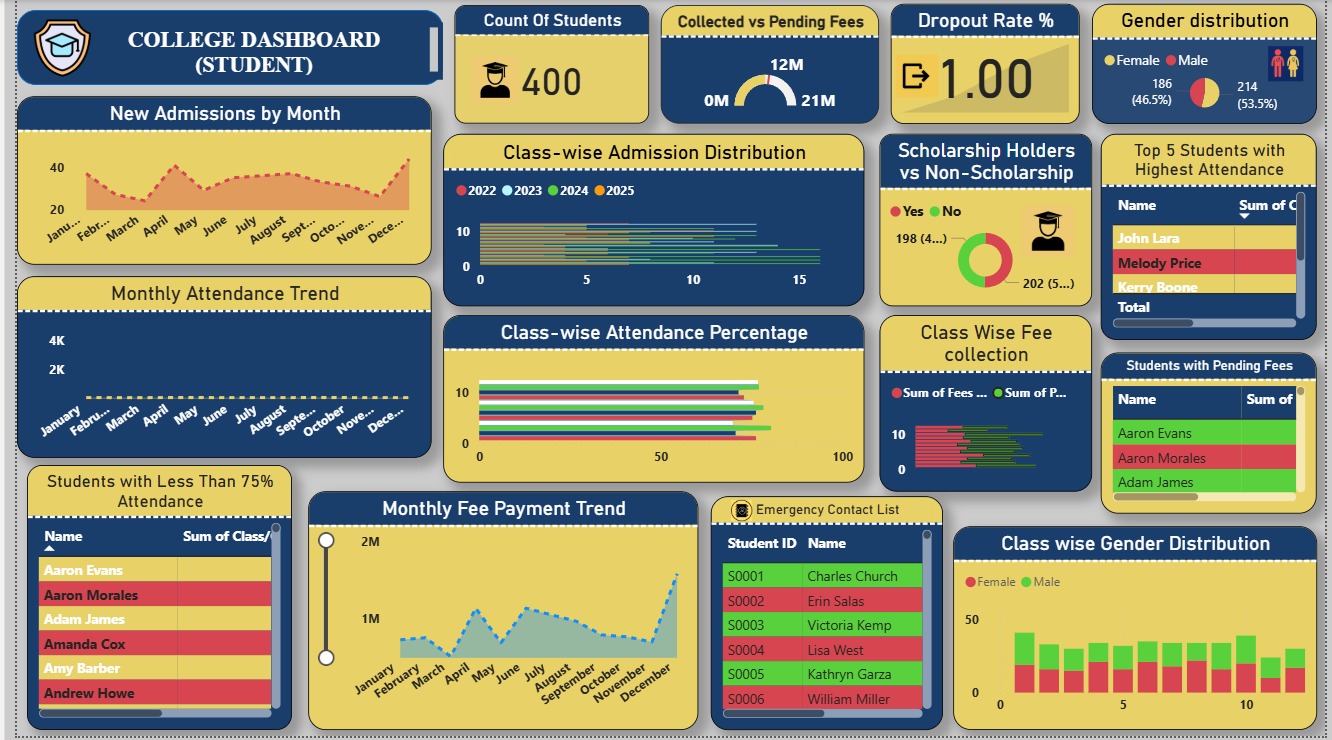 COLLEGE DASHBOARD
(STUDENT)
Count Of Students
400
Collected vs Pending Fees
12M
0M
21M
Dropout Rate %
1.00
Gender distribution
Female Male
186
(46.5%)
214
(53.5%)
New Admissions by Month
40
20
Janu...
Febr...
March
April
May
June
July
August
Sept...
Octo...
Nove...
Dece...
Class-wise Admission Distribution
2022 2023 2024 2025
10
0
0 5 10 15
Scholarship Holders
vs Non-Scholarship
Yes No
198 (4...)
202 (5...)
Top 5 Students with
Highest Attendance
Name Sum of C
John Lara
Melody Price
Kerry Boone
Total
Monthly Attendance Trend
4K
2K
January
Febru...
March
April
May
June
July
August
Septe...
October
Nove...
Dece...
Class-wise Attendance Percentage
10
0
0 50 100
Class Wise Fee
collection
Sum of Fees ... Sum of P...
10
0
Students with Pending Fees
Name Sum of
Aaron Evans
Aaron Morales
Adam James
Students with Less Than 75%
Attendance
Name Sum of Class/
Aaron Evans
Aaron Morales
Adam James
Amanda Cox
Amy Barber
Andrew Howe
Monthly Fee Payment Trend
2M
1M
January
February
March
April
May
June
July
August
September
October
November
December
Emergency Contact List
Student ID Name
S0001 Charles Church
S0002 Erin Salas
S0003 Victoria Kemp
S0004 Lisa West
S0005 Kathryn Garza
S0006 William Miller
Class wise Gender Distribution
Female Male
50
0
0 5 10